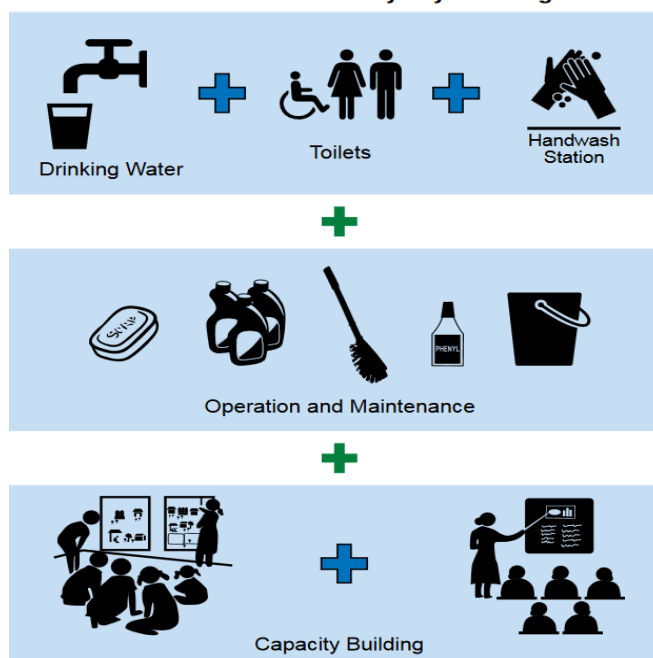 Drinking Water
Toilets
Handwash
Station
SOAP
PHENYL
Operation and Maintenance
Capacity Building